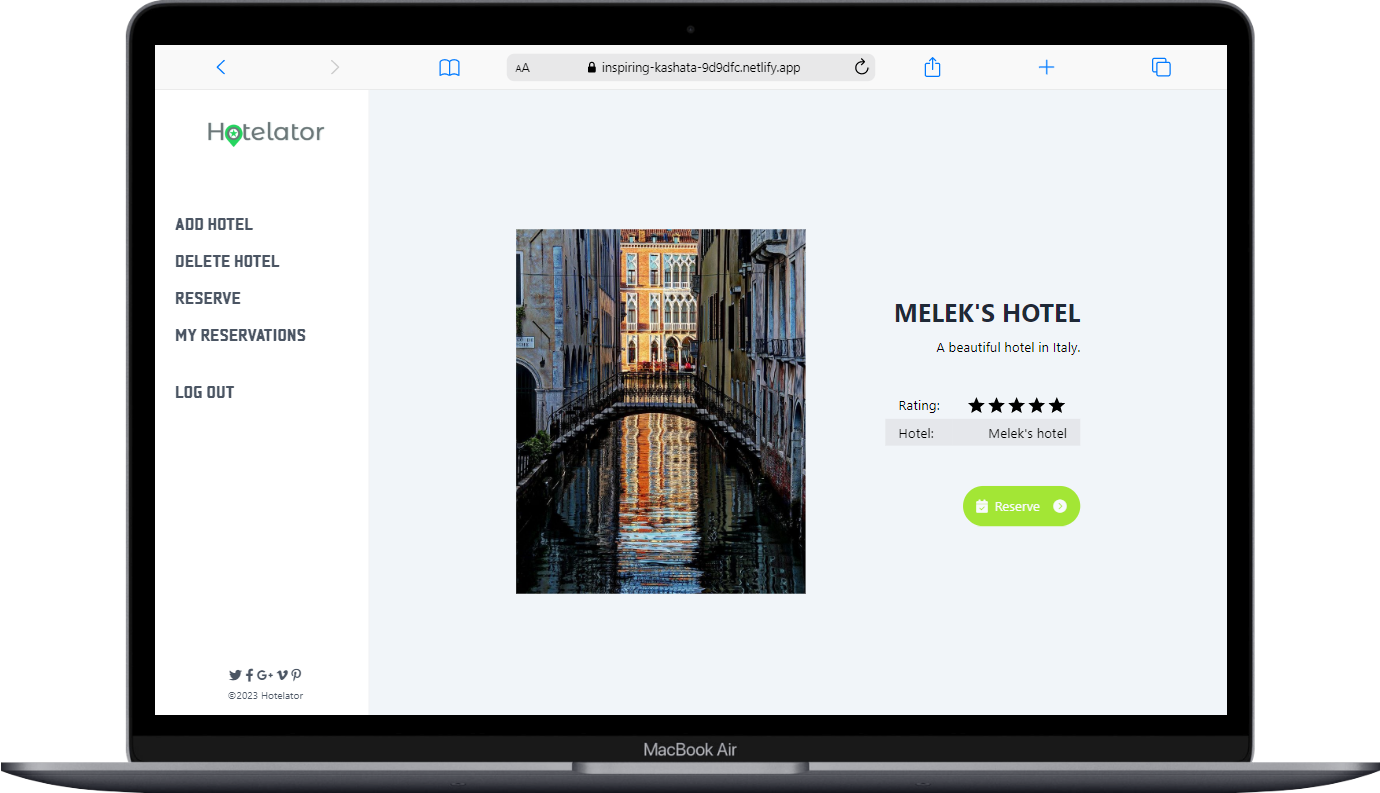 AA inspiring-kashata-9d9dfc.netlify.app
Hotelator
ADD HOTEL
DELETE HOTEL
RESERVE
MY RESERVATIONS
LOG OUT
MELEK'S HOTEL
A beautiful hotel in Italy.
Rating:
Hotel: Melek's hotel
Reserve
©2023 Hotelator
MacBook Air